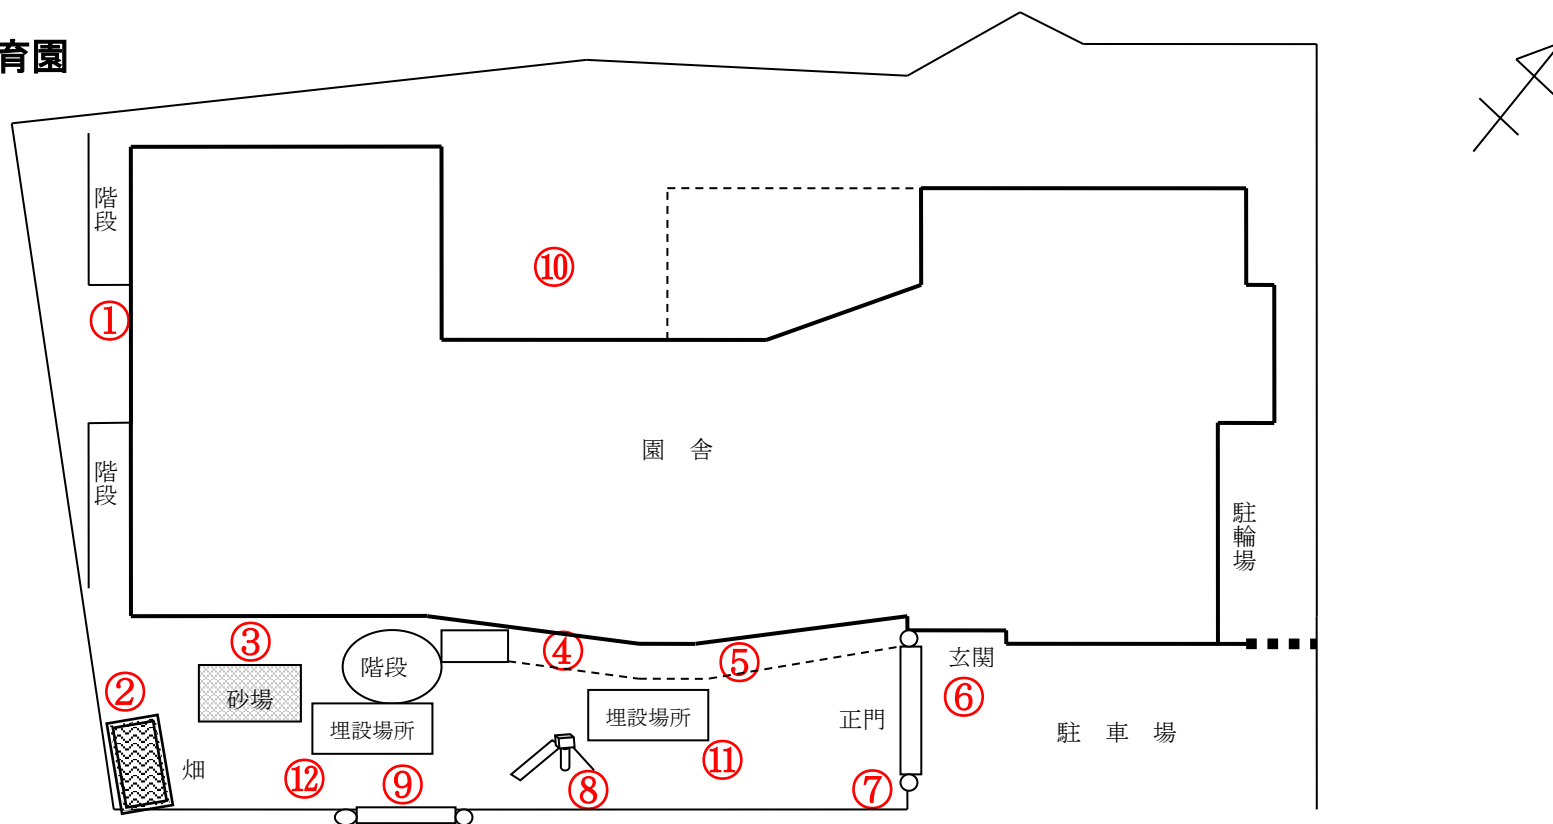 育園
階段
⑩
①
園 舎
階段
駐輪場
③
④
⑤
玄関
階段
②
砂場
⑥
埋設場所
正門
埋設場所
駐 車 場
畑
⑪
⑫
⑨
⑧
⑦